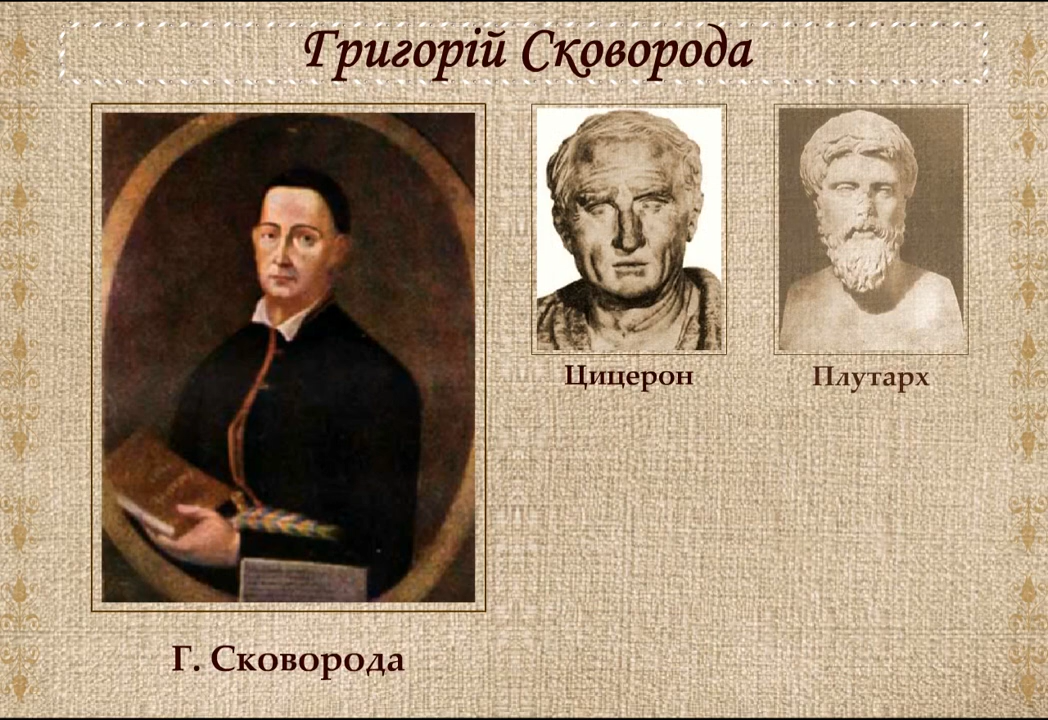 Григорій Сковорода
Цицерон
Плутарх
Г. Сковорода